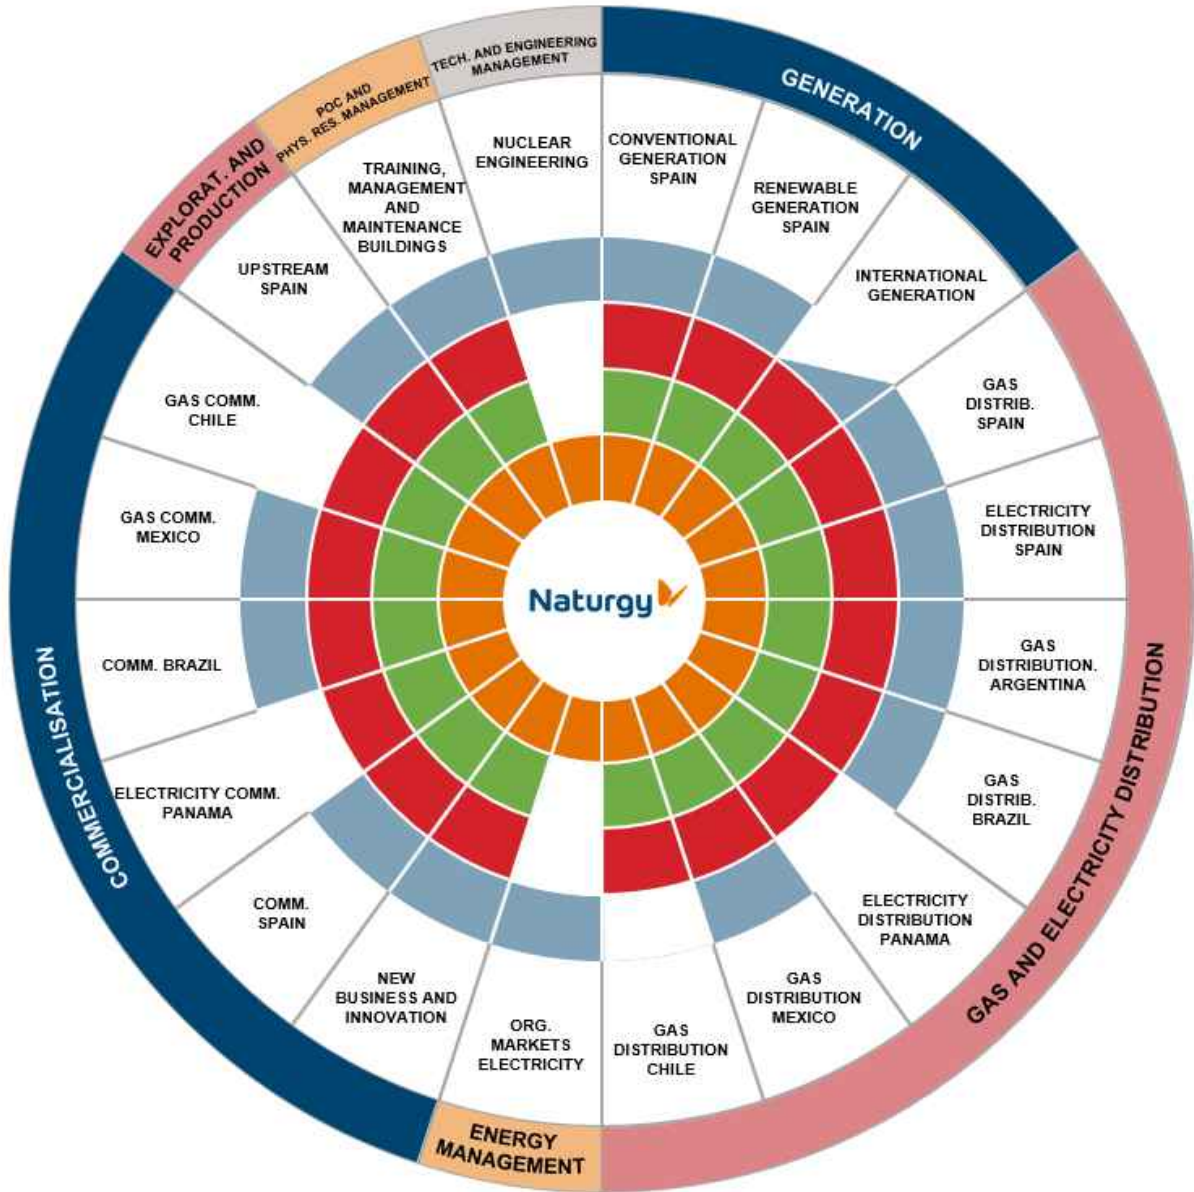 TECH. AND ENGINEERING
MANAGEMENT
GENERATION
POC AND
PHYS. RES. MANAGEMENT
EXPLORAT. AND
PRODUCTION
NUCLEAR
ENGINEERING
CONVENTIONAL
GENERATION
SPAIN
TRAINING,
MANAGEMENT
AND
MAINTENANCE
BUILDINGS
RENEWABLE
GENERATION
SPAIN
UPSTREAM
SPAIN
INTERNATIONAL
GENERATION
GAS COMM.
CHILE
GAS
DISTRIB.
SPAIN
GAS COMM.
MEXICO
ELECTRICITY
DISTRIBUTION
SPAIN
Naturgy
COMM. BRAZIL
GAS
DISTRIBUTION.
ARGENTINA
COMMERCIALISATION
GAS AND ELECTRICITY DISTRIBUTION
ELECTRICITY COMM.
PANAMA
GAS
DISTRIB.
BRAZIL
COMM.
SPAIN
ELECTRICITY
DISTRIBUTION
PANAMA
NEW
BUSINESS AND
INNOVATION
GAS
DISTRIBUTION
MEXICO
ORG.
MARKETS
ELECTRICITY
GAS
DISTRIBUTION
CHILE
ENERGY
MANAGEMENT